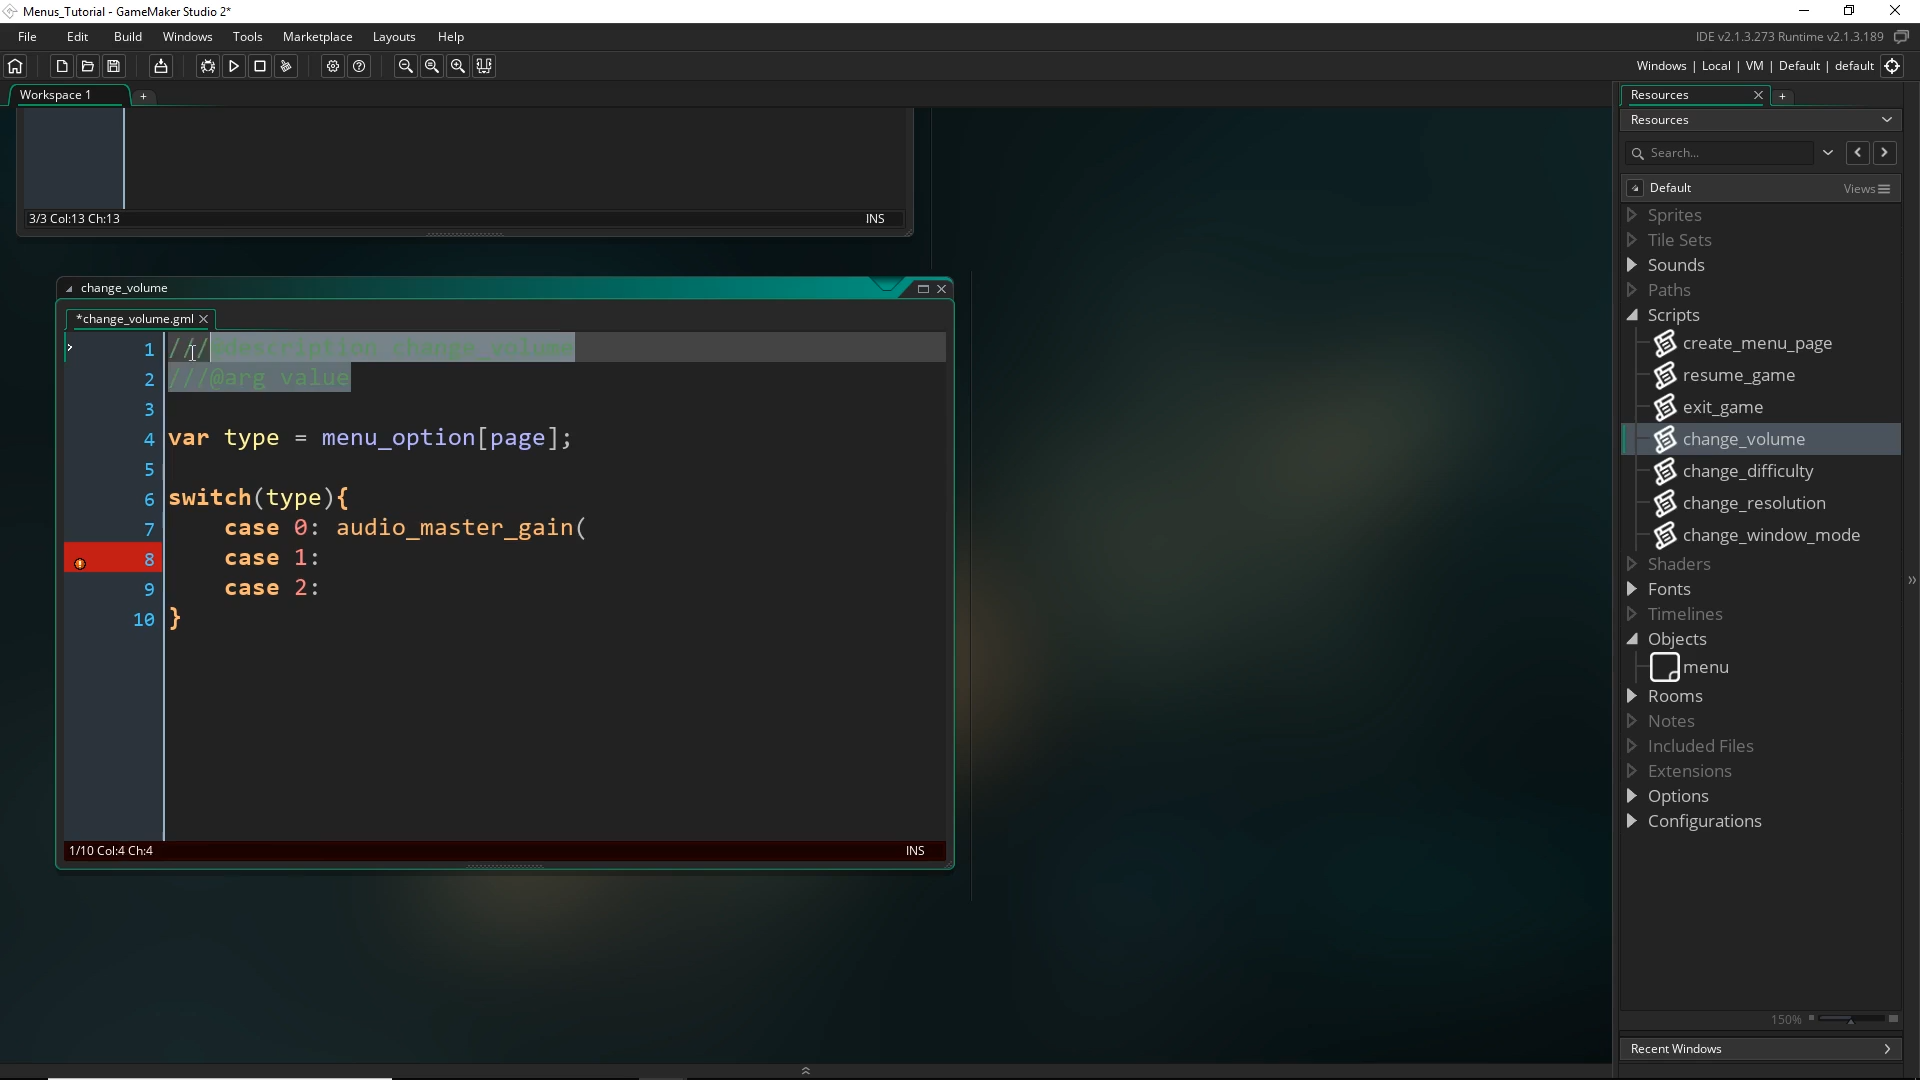 Menus_Tutorial - GameMaker Studio 2*
File Edit Build Windows Tools Marketplace Layouts Help
IDE v2.1.3.273 Runtime v2.1.3.189
Windows | Local | VM | Default | default
Workspace 1
3/3 Col:13 Ch:13
INS
change_volume
*change_volume.gml
1 ///@description change_volume
2 ///@arg value
3
4 var type = menu_option[page];
5
6 switch(type){
7 case 0: audio_master_gain(
8 case 1:
9 case 2:
10 }
1/10 Col:4 Ch:4
INS
Resources
Resources
Search...
Default
Views
Sprites
Tile Sets
Sounds
Paths
Scripts
create_menu_page
resume_game
exit_game
change_volume
change_difficulty
change_resolution
change_window_mode
Shaders
Fonts
Timelines
Objects
menu
Rooms
Notes
Included Files
Extensions
Options
Configurations
150%
Recent Windows